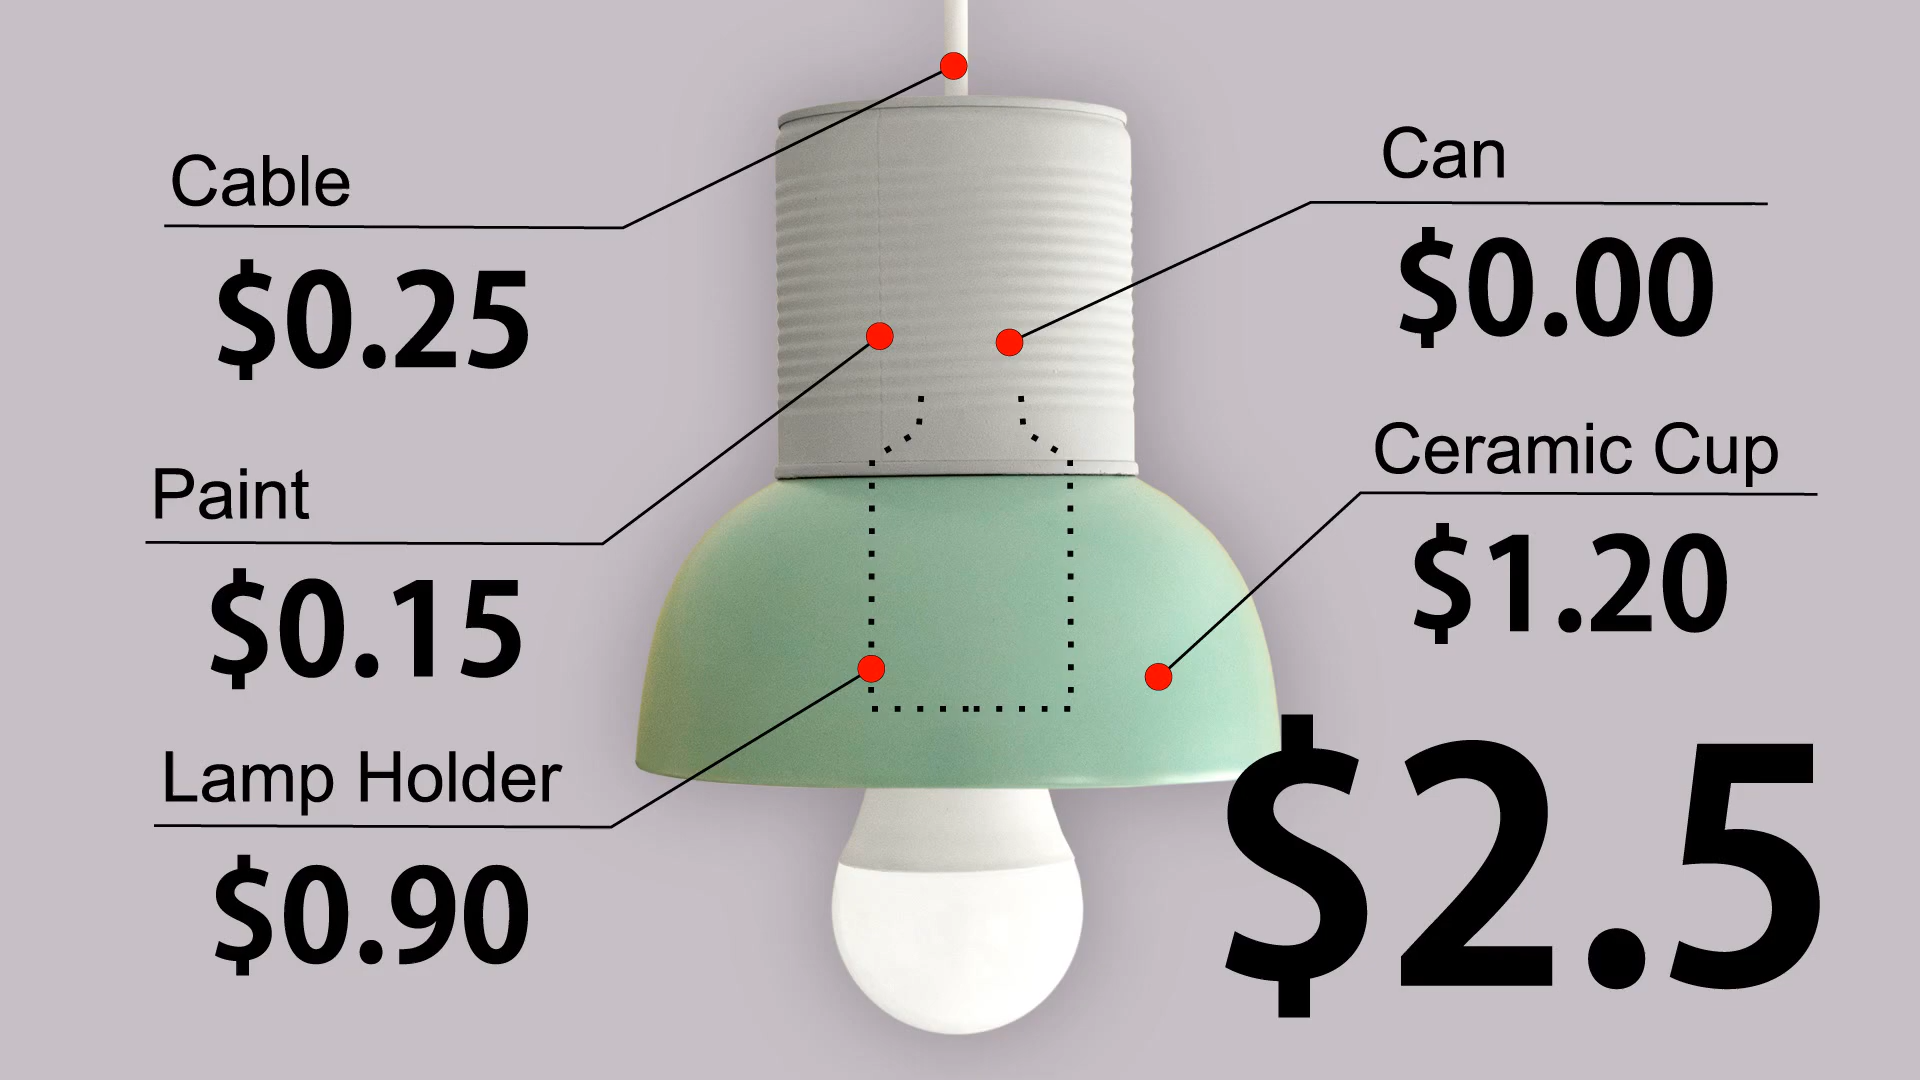 Cable
$0.25
Paint
$0.15
Lamp Holder
$0.90
Can
$0.00
Ceramic Cup
$1.20
$2.5